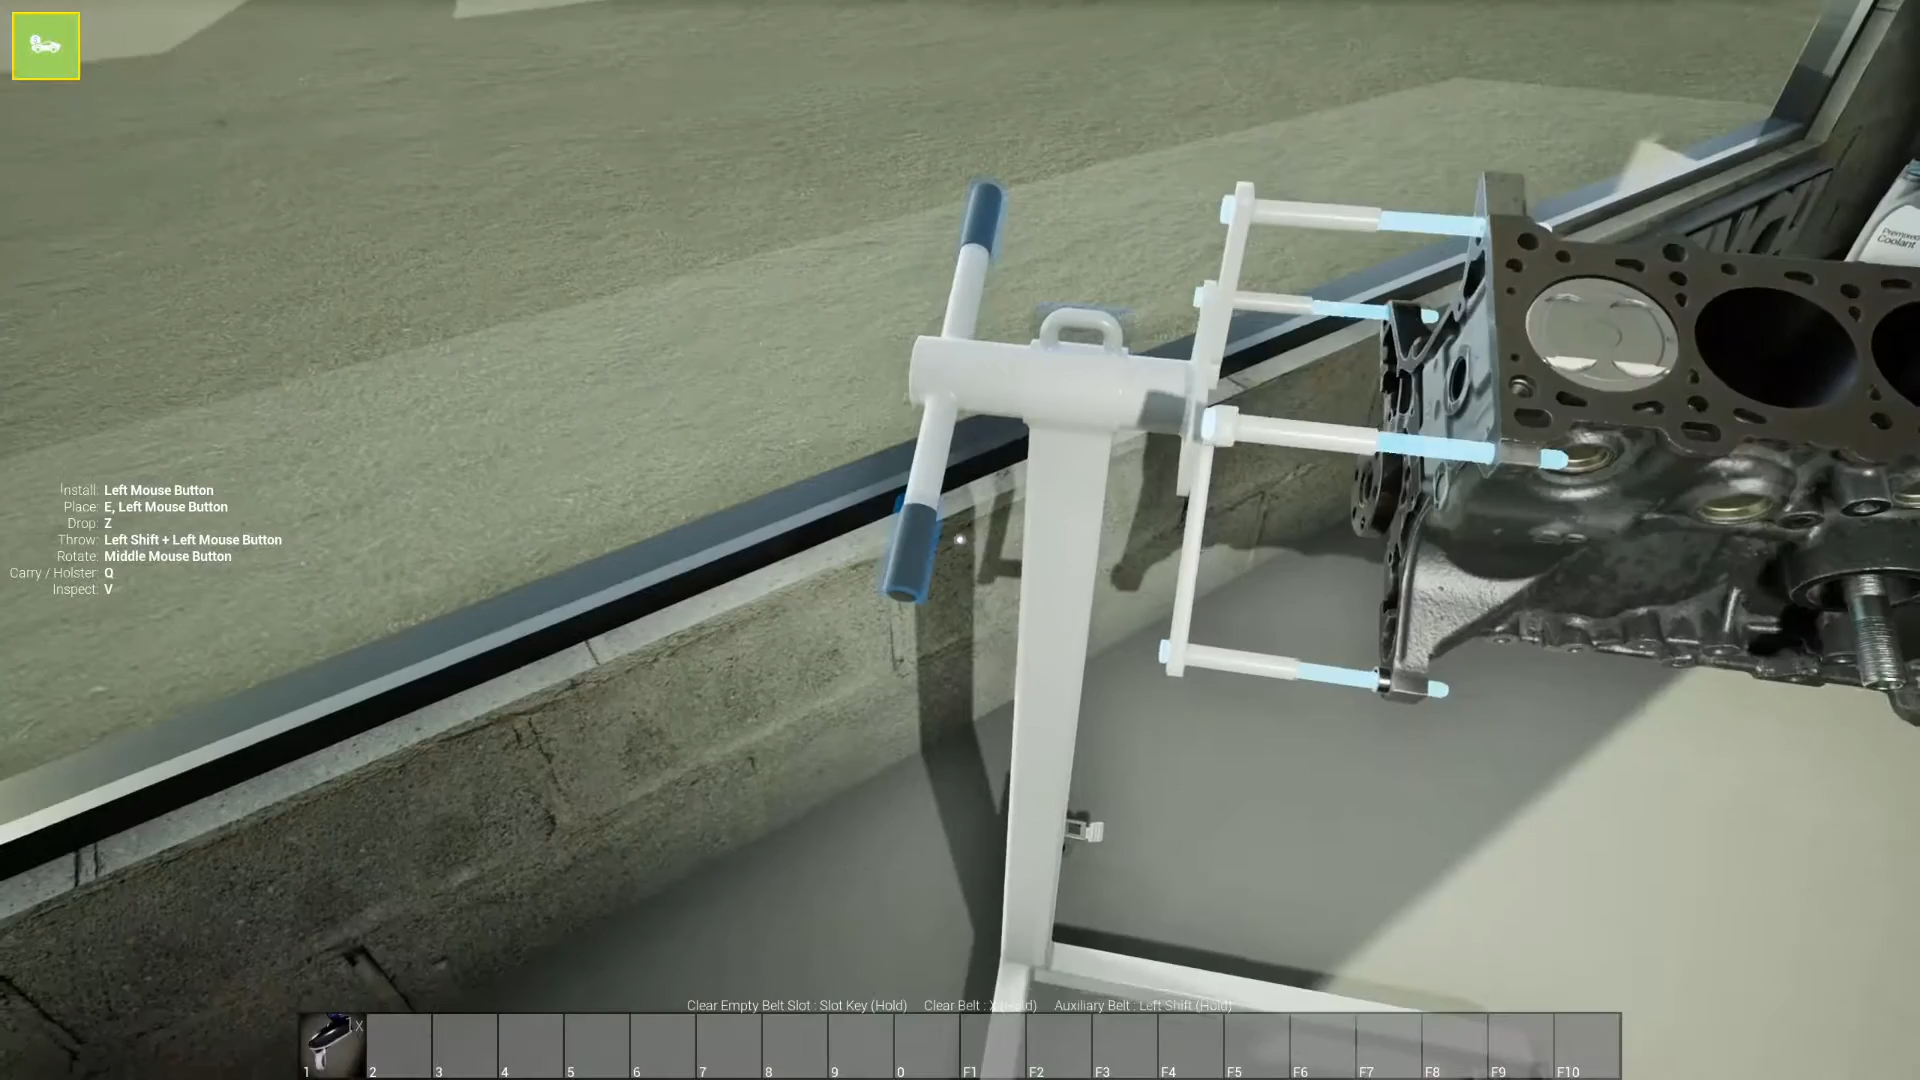 Premixed
Coolant
Install: Left Mouse Button
Place: E, Left Mouse Button
Drop: Z
Throw: Left Shift + Left Mouse Button
Rotate: Middle Mouse Button
Carry / Holster: Q
Inspect: V
Clear Empty Belt Slot : Slot Key (Hold) Clear Belt : X (Hold) Auxiliary Belt : Left Shift (Hold)
X
1 2 3 4 5 6 7 8 9 0 F1 F2 F3 F4 F5 F6 F7 F8 F9 F10